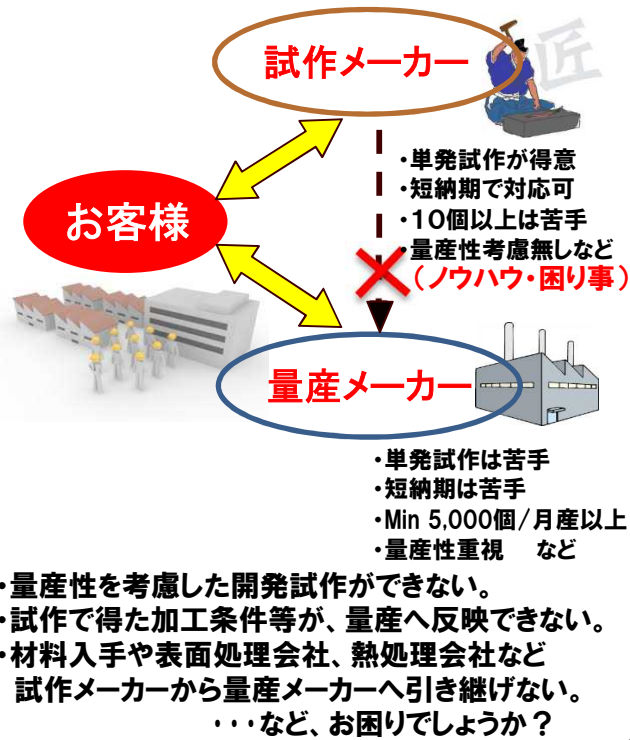 匠
試作メーカー
・単発試作が得意
・短納期で対応可
・10個以上は苦手
・量産性考慮無しなど
(ノウハウ・困り事)
お客様
量産メーカー
・単発試作は苦手
・短納期は苦手
・Min 5,000個/月産以上
・量産性重視 など
・量産性を考慮した開発試作ができない。
・試作で得た加工条件等が、量産へ反映できない。
・材料入手や表面処理会社、熱処理会社など
試作メーカーから量産メーカーへ引き継げない。
・・・など、お困りでしょうか?